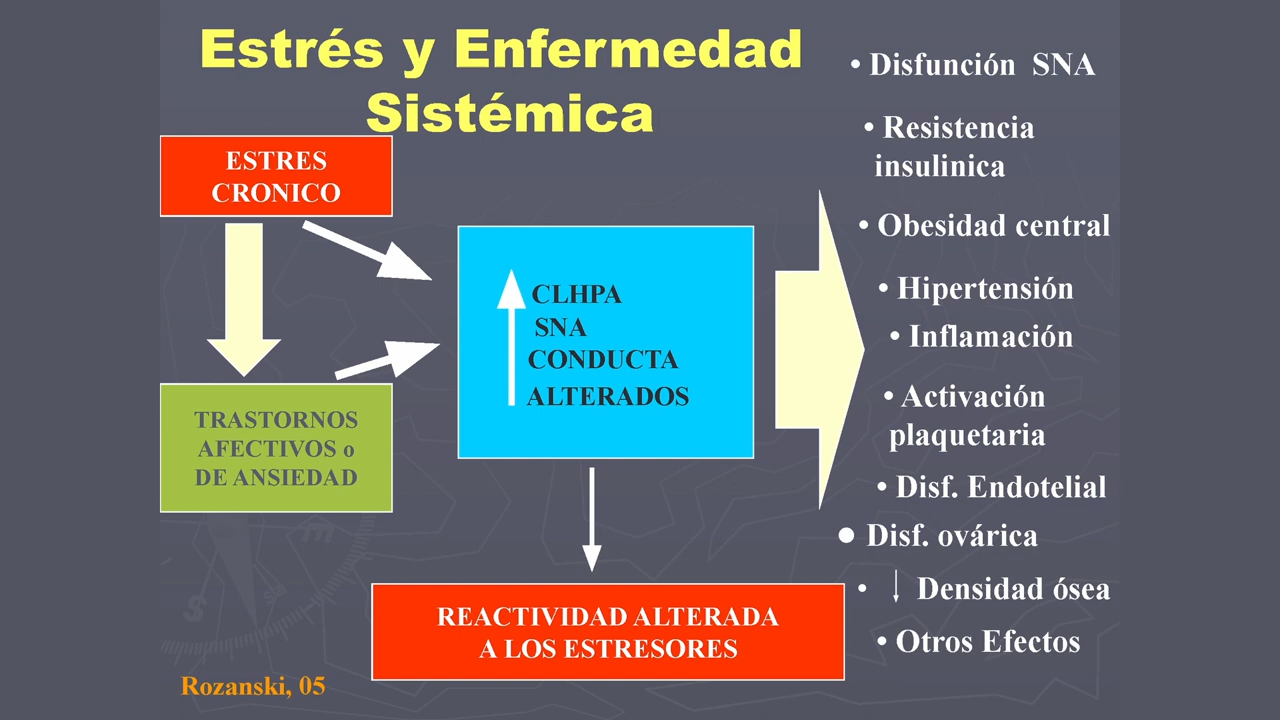 Estrés y Enfermedad
Sistémica
ESTRES
CRONICO
TRASTORNOS
AFECTIVOS o
DE ANSIEDAD
CLHPA
SNA
CONDUCTA
ALTERADOS
REACTIVIDAD ALTERADA
A LOS ESTRESORES
• Disfunción SNA
• Resistencia
insulinica
• Obesidad central
• Hipertensión
• Inflamación
• Activación
plaquetaria
• Disf. Endotelial
● Disf. ovárica
• ↓ Densidad ósea
• Otros Efectos
Rozanski, 05